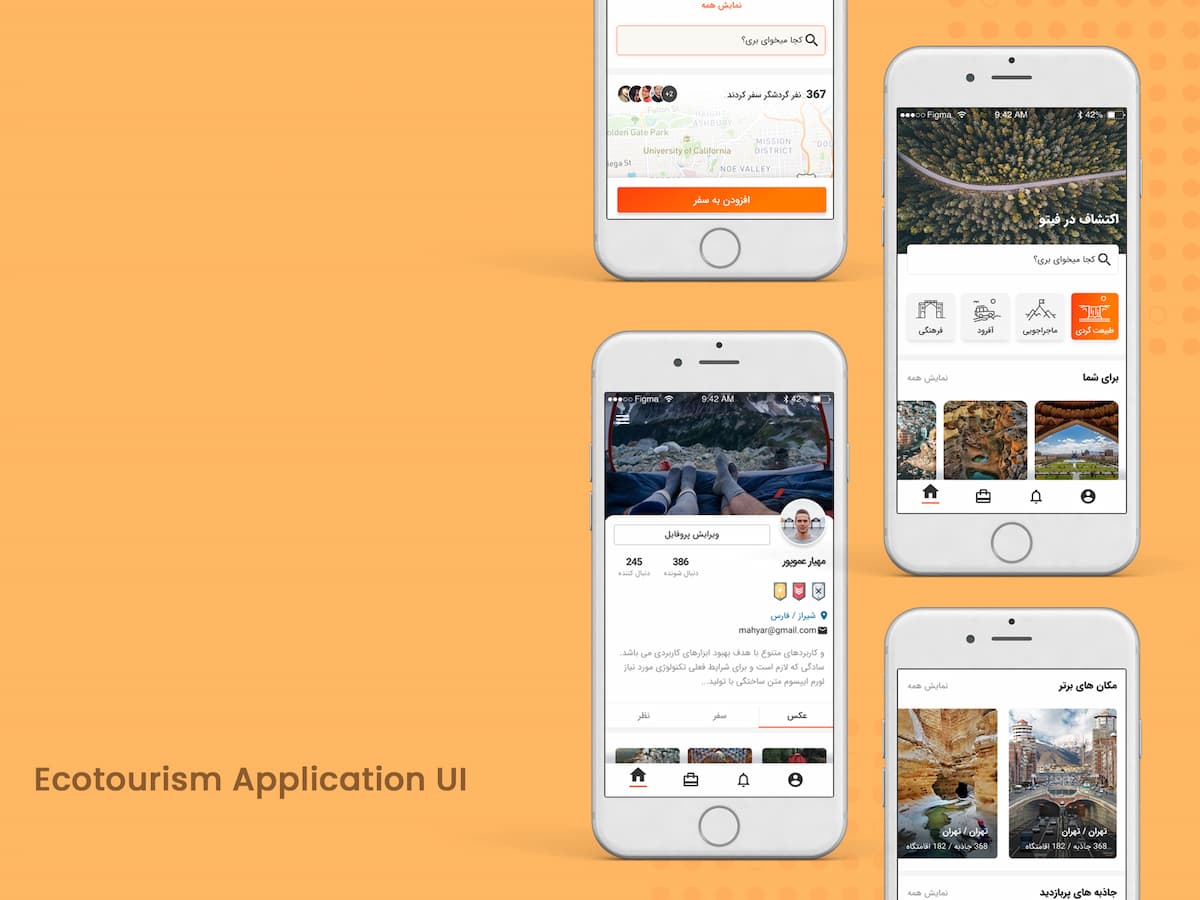 نمایش همه
کجا میخوای بری؟
367 نفر گردشگر سفر کردند.
+2
HAIGHT
ASHBURY
olden Gate Park
MISSION
DISTRICT
University of California
NOE VALLEY
افزودن به سفر
Figma
9:42 AM
42%
اکتشاف در فیتو
کجا میخوای بری؟
طبیعت گردی
ماجراجویی
آفرود
فرهنگی
برای شما
نمایش همه
Figma
9:42 AM
42%
ویرایش پروفایل
مهیار عموپور
386
دنبال شونده
245
دنبال کننده
شیراز / فارس
mahyar@gmail.com
و کاربردهای متنوع با هدف بهبود ابزارهای کاربردی می باشد.
سادگی که لازم است و برای شرایط فعلی تکنولوژی مورد نیاز
لورم ایپسوم متن ساختگی با تولید...
عکس
سفر
نظر
مکان های برتر
نمایش همه
تهران / تهران
368 جاذبه / 182 اقامتگاه
تهران / تهران
368 جاذبه / 182 اقامتگاه
جاذبه های پربازدید
نمایش همه
Ecotourism Application UI